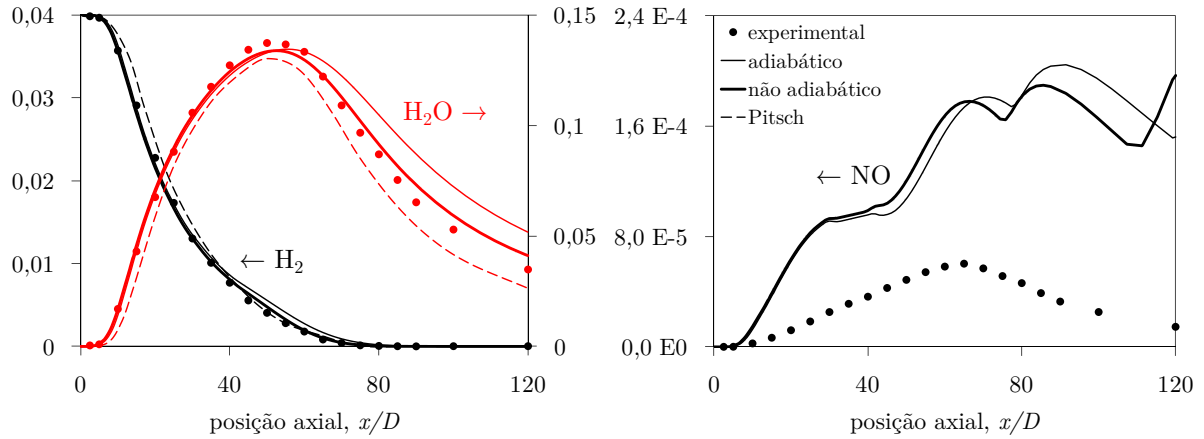 0,04
0,03
0,02
0,01
0
0,15
0,1
0,05
0
H2O →
← H2
0 40 80 120
posição axial, x/D
2,4 E-4
1,6 E-4
8,0 E-5
0,0 E0
experimental
adiabático
não adiabático
Pitsch
← NO
0 40 80 120
posição axial, x/D